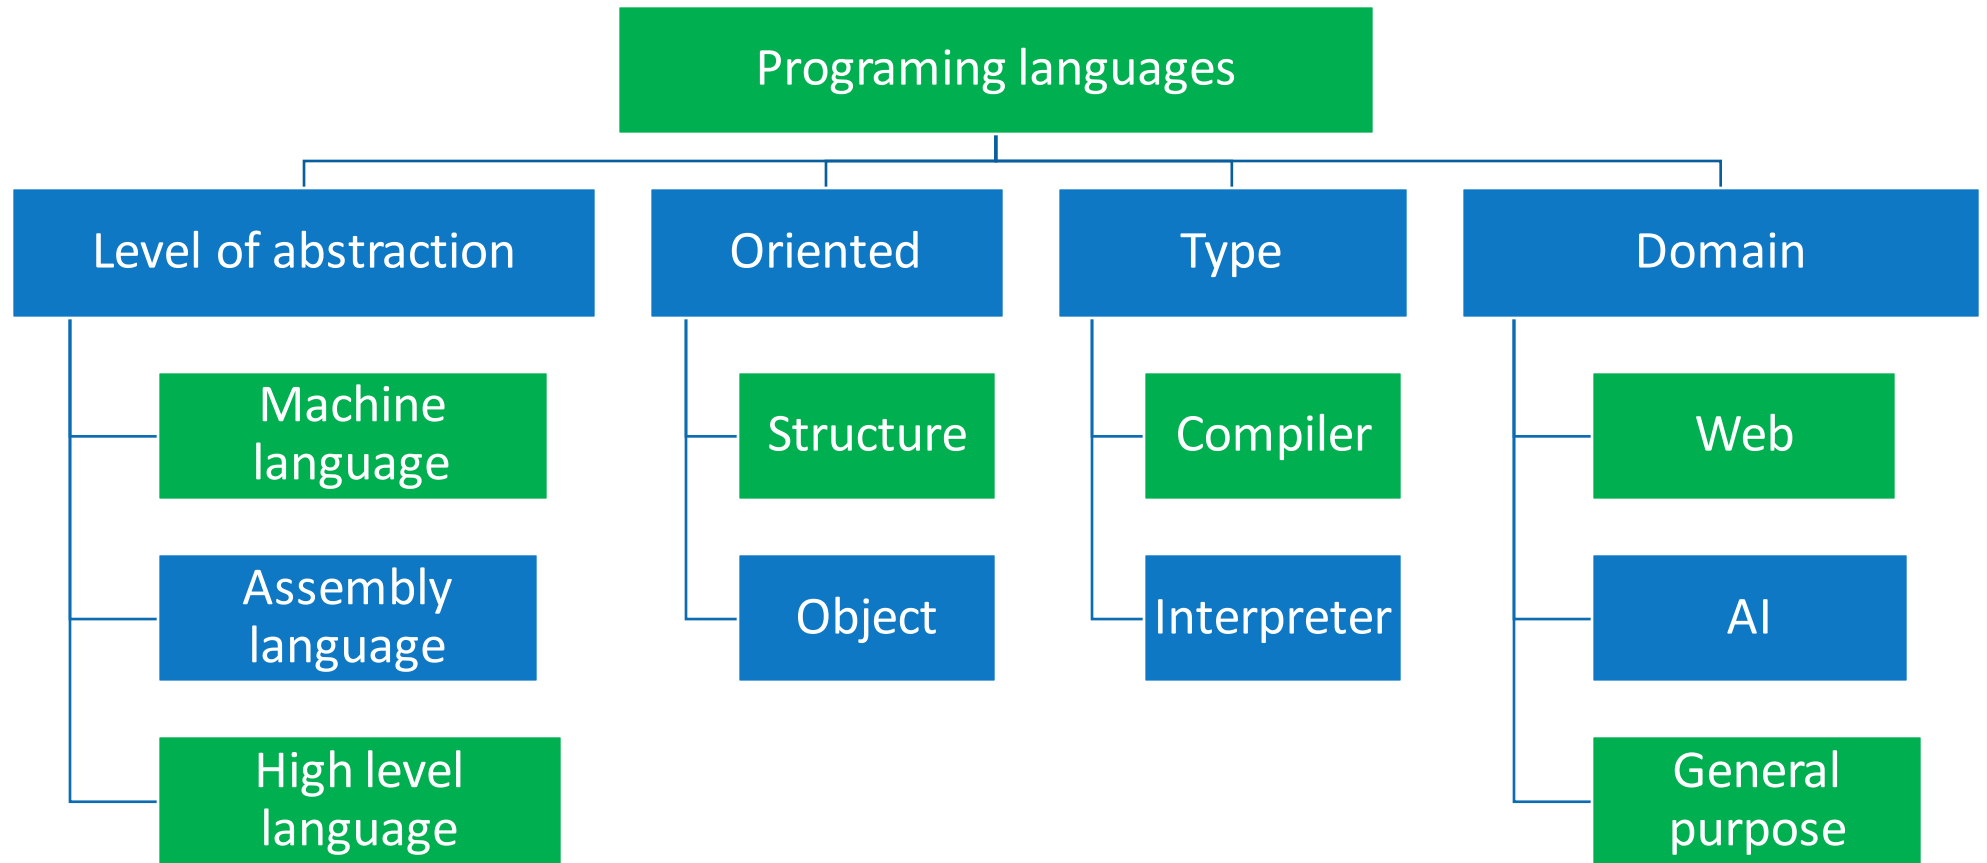 Programing languages
Level of abstraction
Oriented
Type
Domain
Machine
language
Structure
Compiler
Web
Assembly
language
Object
Interpreter
AI
High level
language
General
purpose